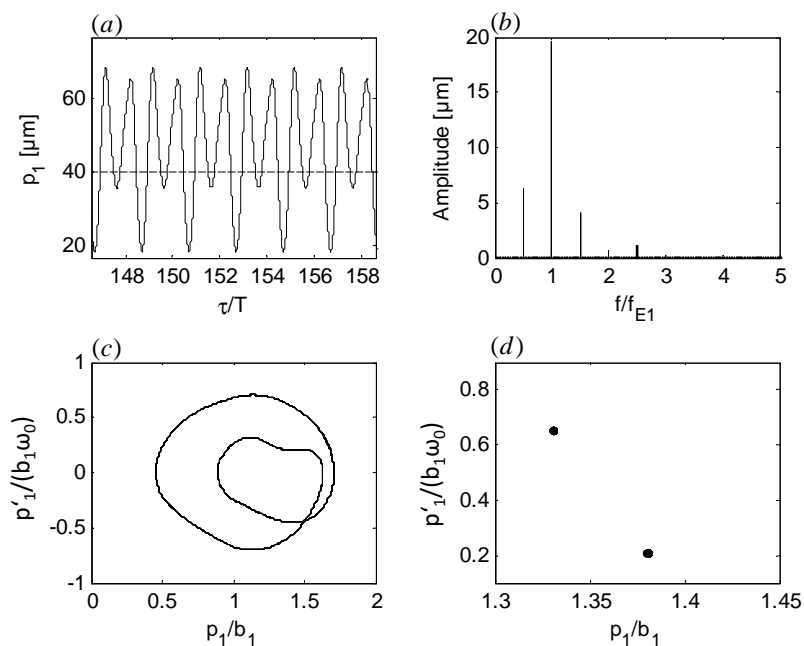 (a)
(b)
p1 [μm]
60
40
20
148 150 152 154 156 158
τ/T
Amplitude [μm]
20
15
10
5
0
0 1 2 3 4 5
f/fE1
(c)
(d)
p'1/(b1ω0)
1
0.5
0
-0.5
-1
0 0.5 1 1.5 2
p1/b1
p'1/(b1ω0)
0.8
0.6
0.4
0.2
1.3 1.35 1.4 1.45
p1/b1